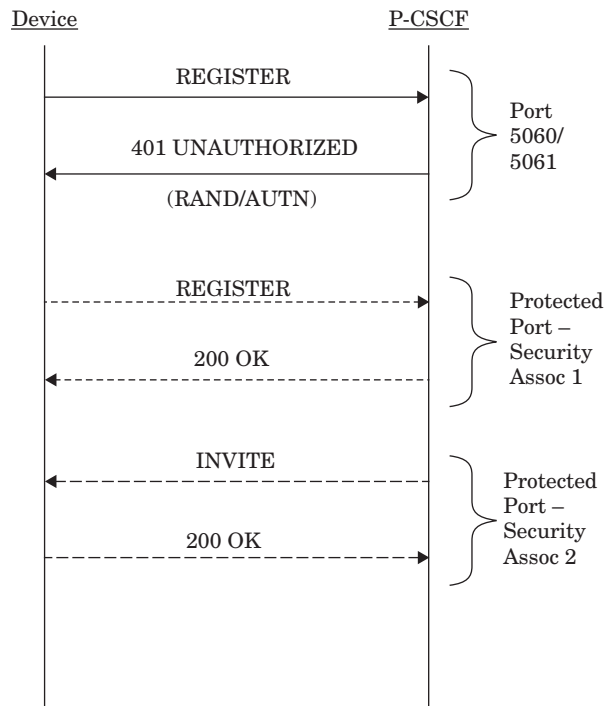 Device
P-CSCF
REGISTER
Port
5060/
5061
401 UNAUTHORIZED
(RAND/AUTN)
REGISTER
Protected
Port –
Security
Assoc 1
200 OK
INVITE
Protected
Port –
Security
Assoc 2
200 OK